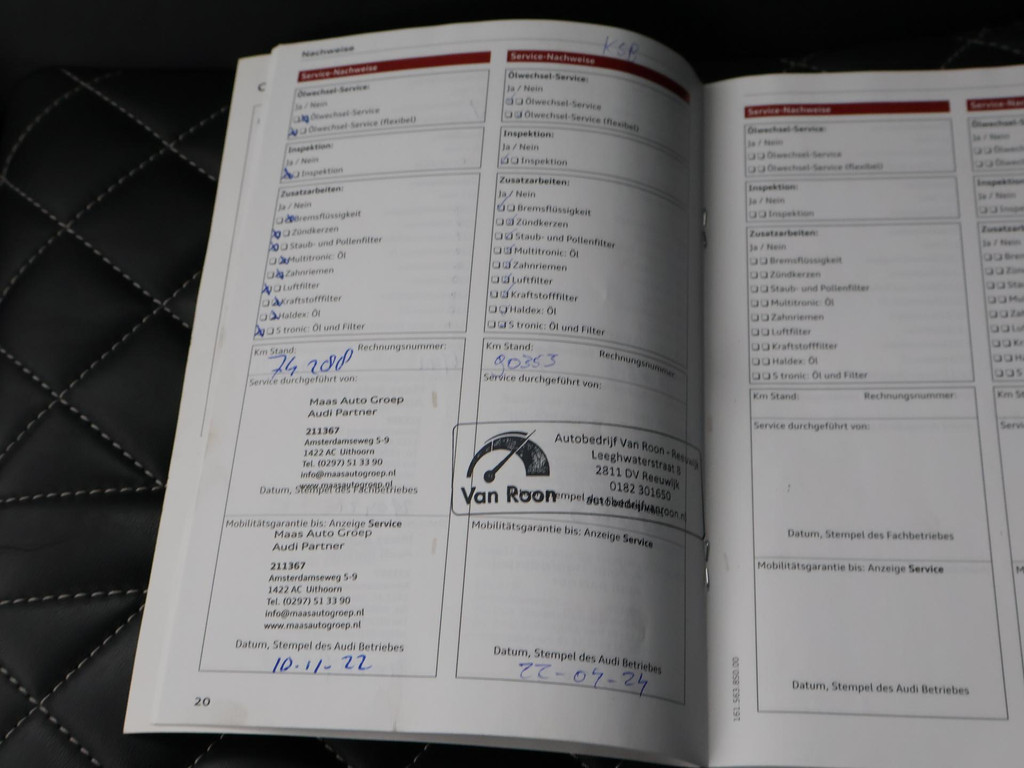 Nachweise
Service-Nachweise
Ölwechsel-Service:
Ja / Nein
Ölwechsel-Service
Ölwechsel-Service (flexibel)
Inspektion:
Ja / Nein
Inspektion
Zusatzarbeiten:
Ja / Nein
Bremsflüssigkeit
Zündkerzen
Staub- und Pollenfilter
Multitronic: Öl
Zahnriemen
Luftfilter
Kraftstofffilter
Haldex: Öl
S tronic: Öl und Filter
Km Stand: Rechnungsnummer:
74 288
Service durchgeführt von:
Maas Auto Groep
Audi Partner
211367
Amsterdamseweg 5-9
1422 AC Uithoorn
Tel. (0297) 51 33 90
info@maasautogroep.nl
www.maasautogroep.nl
Datum, Stempel des Fachbetriebes
Mobilitätsgarantie bis: Anzeige Service
Maas Auto Groep
Audi Partner
211367
Amsterdamseweg 5-9
1422 AC Uithoorn
Tel. (0297) 51 33 90
info@maasautogroep.nl
www.maasautogroep.nl
Datum, Stempel des Audi Betriebes
10-11-22
20
Service-Nachweise
Ölwechsel-Service:
Ja / Nein
Ölwechsel-Service
Ölwechsel-Service (flexibel)
Inspektion:
Ja / Nein
Inspektion
Zusatzarbeiten:
Ja / Nein
Bremsflüssigkeit
Zündkerzen
Staub- und Pollenfilter
Multitronic: Öl
Zahnriemen
Luftfilter
Kraftstofffilter
Haldex: Öl
S tronic: Öl und Filter
Km Stand: Rechnungsnummer:
90353
Service durchgeführt von:
Van Roon
Autobedrijf Van Roon - Reeuwijk
Leeghwaterstraat 8
2811 DV Reeuwijk
0182 301650
autobedrijfvanroon.nl
Mobilitätsgarantie bis: Anzeige Service
Datum, Stempel des Audi Betriebes
22-04-24
Service-Nachweise
Ölwechsel-Service:
Ja / Nein
Ölwechsel-Service
Ölwechsel-Service (flexibel)
Inspektion:
Ja / Nein
Inspektion
Zusatzarbeiten:
Ja / Nein
Bremsflüssigkeit
Zündkerzen
Staub- und Pollenfilter
Multitronic: Öl
Zahnriemen
Luftfilter
Kraftstofffilter
Haldex: Öl
S tronic: Öl und Filter
Km Stand: Rechnungsnummer:
Service durchgeführt von:
Datum, Stempel des Fachbetriebes
Mobilitätsgarantie bis: Anzeige Service
Datum, Stempel des Audi Betriebes
161.563.850.00